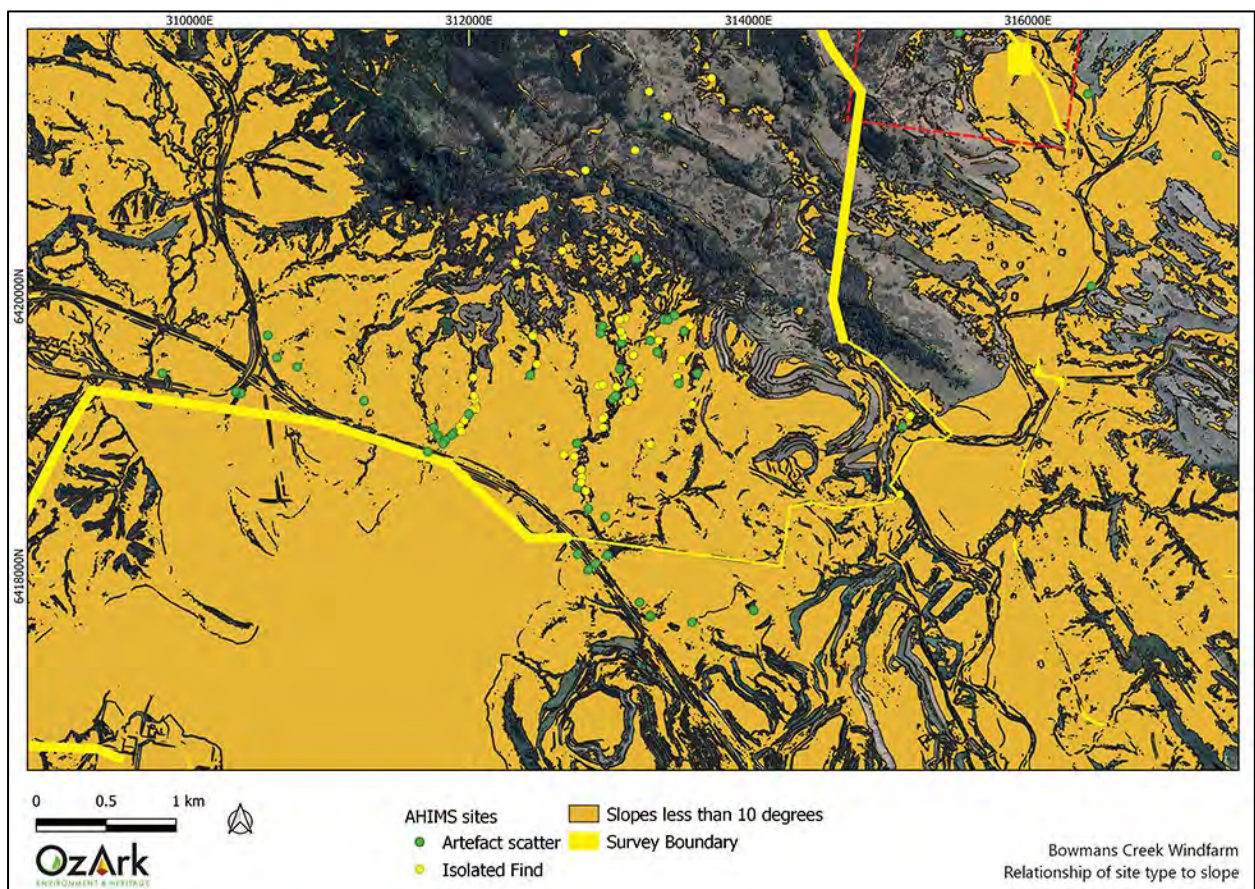 310000E 312000E 314000E 316000E
6420000N
6418000N
0 0.5 1 km
AHIMS sites
Artefact scatter
Isolated Find
Slopes less than 10 degrees
Survey Boundary
OzArk
ENVIRONMENT & HERITAGE
Bowmans Creek Windfarm
Relationship of site type to slope